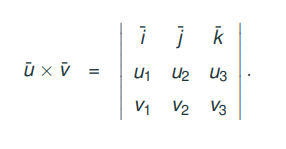 ī j̄ k̄
ū × v̄ = u₁ u₂ u₃ .
v₁ v₂ v₃